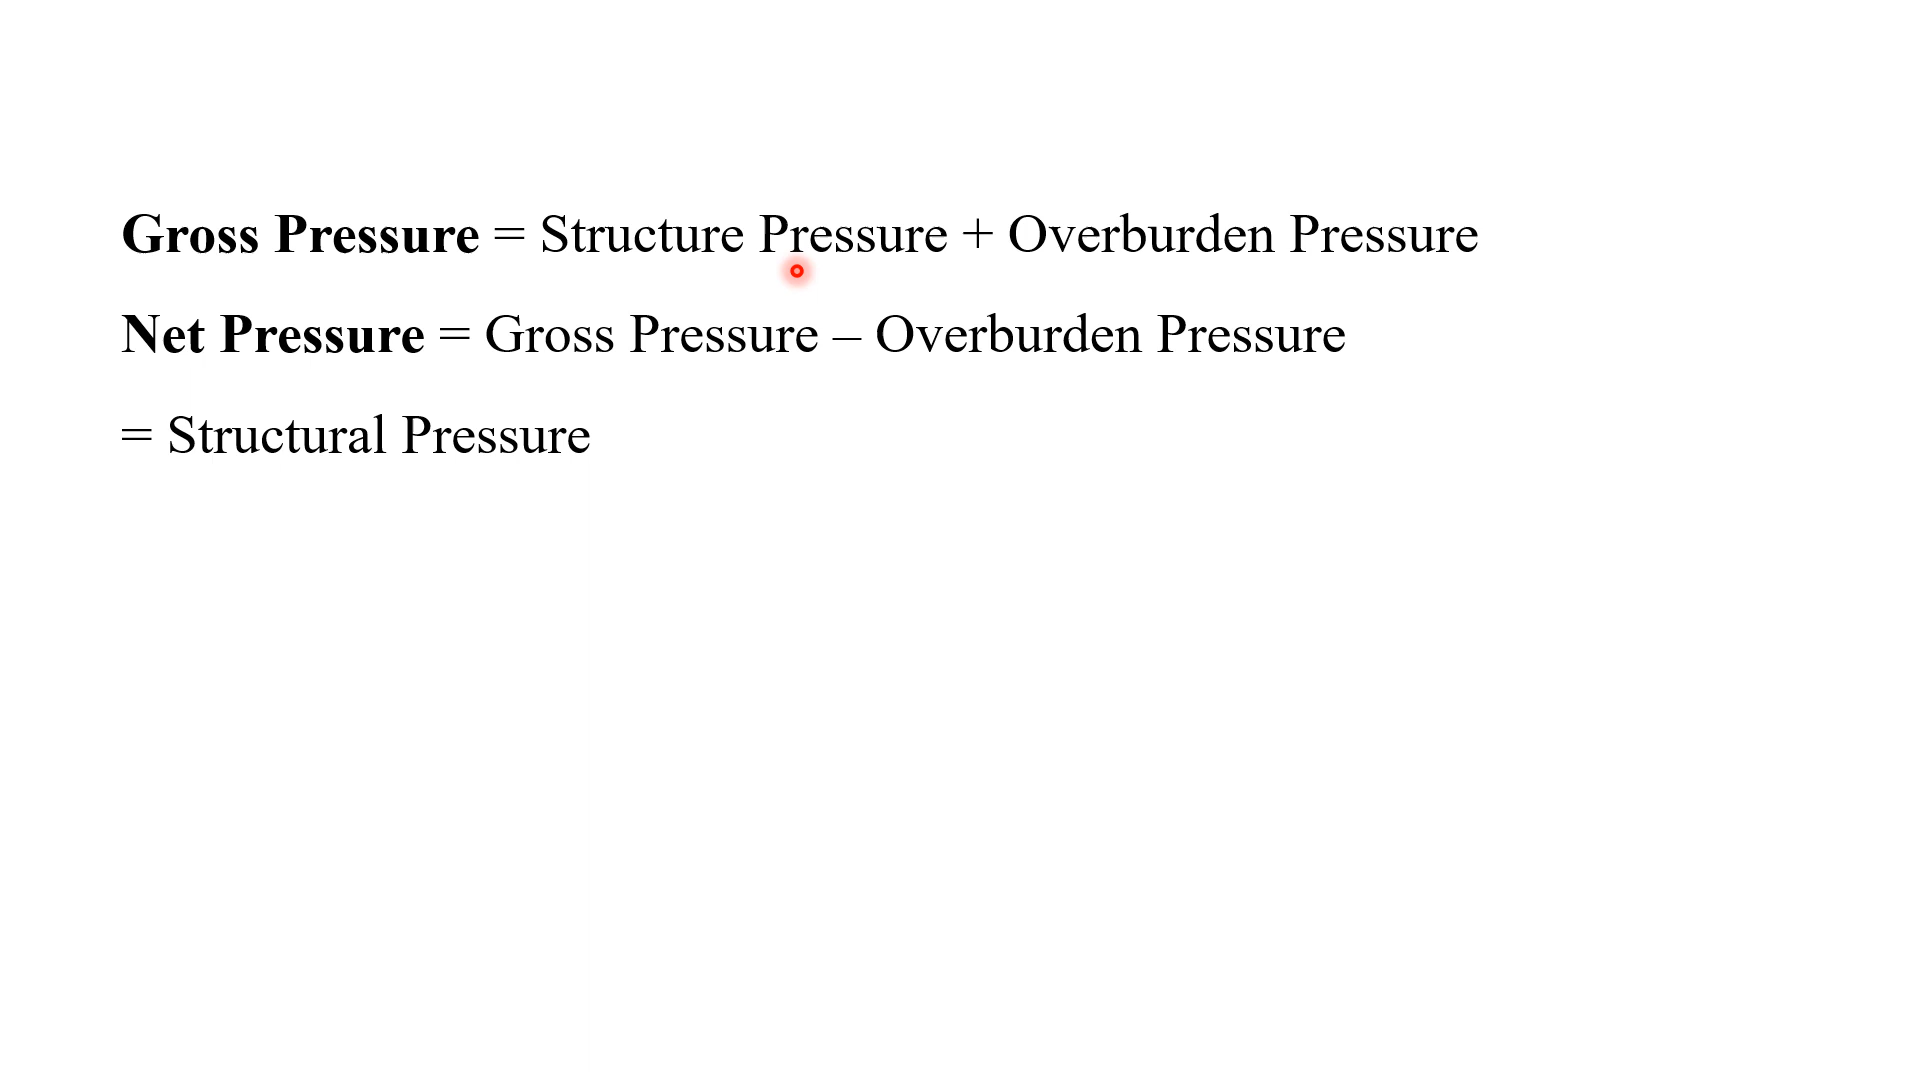 Gross Pressure = Structure Pressure + Overburden Pressure
Net Pressure = Gross Pressure – Overburden Pressure
= Structural Pressure